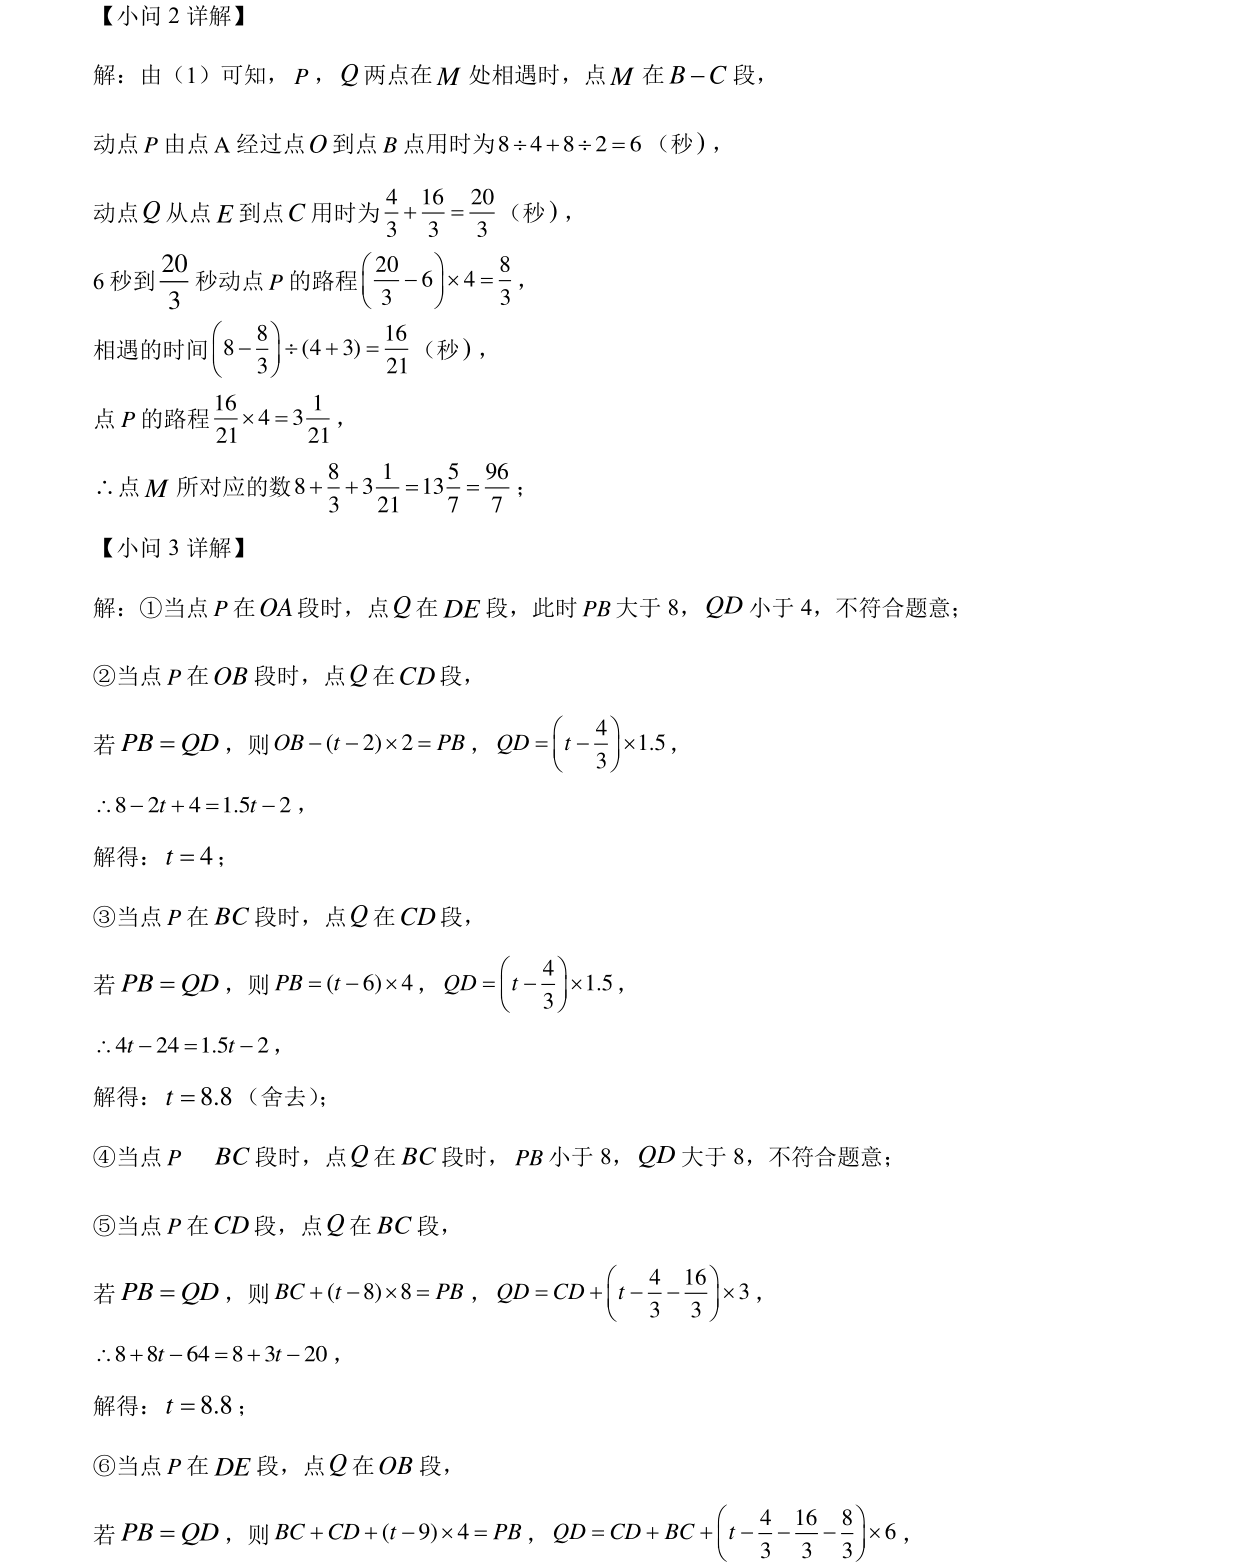 【小问 2 详解】
解：由（1）可知，P，Q 两点在 M 处相遇时，点 M 在 B−C 段，
动点 P 由点 A 经过点 O 到点 B 点用时为 8÷4+8÷2=6（秒），
动点 Q 从点 E 到点 C 用时为 4/3+16/3=20/3（秒），
6 秒到 20/3 秒动点 P 的路程 (20/3−6)×4=8/3，
相遇的时间 (8−8/3)÷(4+3)=16/21（秒），
点 P 的路程 16/21×4=3 1/21，
∴点 M 所对应的数 8+8/3+3 1/21=13 5/7=96/7；
【小问 3 详解】
解：①当点 P 在 OA 段时，点 Q 在 DE 段，此时 PB 大于 8，QD 小于 4，不符合题意；
②当点 P 在 OB 段时，点 Q 在 CD 段，
若 PB=QD，则 OB−(t−2)×2=PB，QD=(t−4/3)×1.5，
∴8−2t+4=1.5t−2，
解得：t=4；
③当点 P 在 BC 段时，点 Q 在 CD 段，
若 PB=QD，则 PB=(t−6)×4，QD=(t−4/3)×1.5，
∴4t−24=1.5t−2，
解得：t=8.8（舍去）；
④当点 P BC 段时，点 Q 在 BC 段时，PB 小于 8，QD 大于 8，不符合题意；
⑤当点 P 在 CD 段，点 Q 在 BC 段，
若 PB=QD，则 BC+(t−8)×8=PB，QD=CD+(t−4/3−16/3)×3，
∴8+8t−64=8+3t−20，
解得：t=8.8；
⑥当点 P 在 DE 段，点 Q 在 OB 段，
若 PB=QD，则 BC+CD+(t−9)×4=PB，QD=CD+BC+(t−4/3−16/3−8/3)×6，